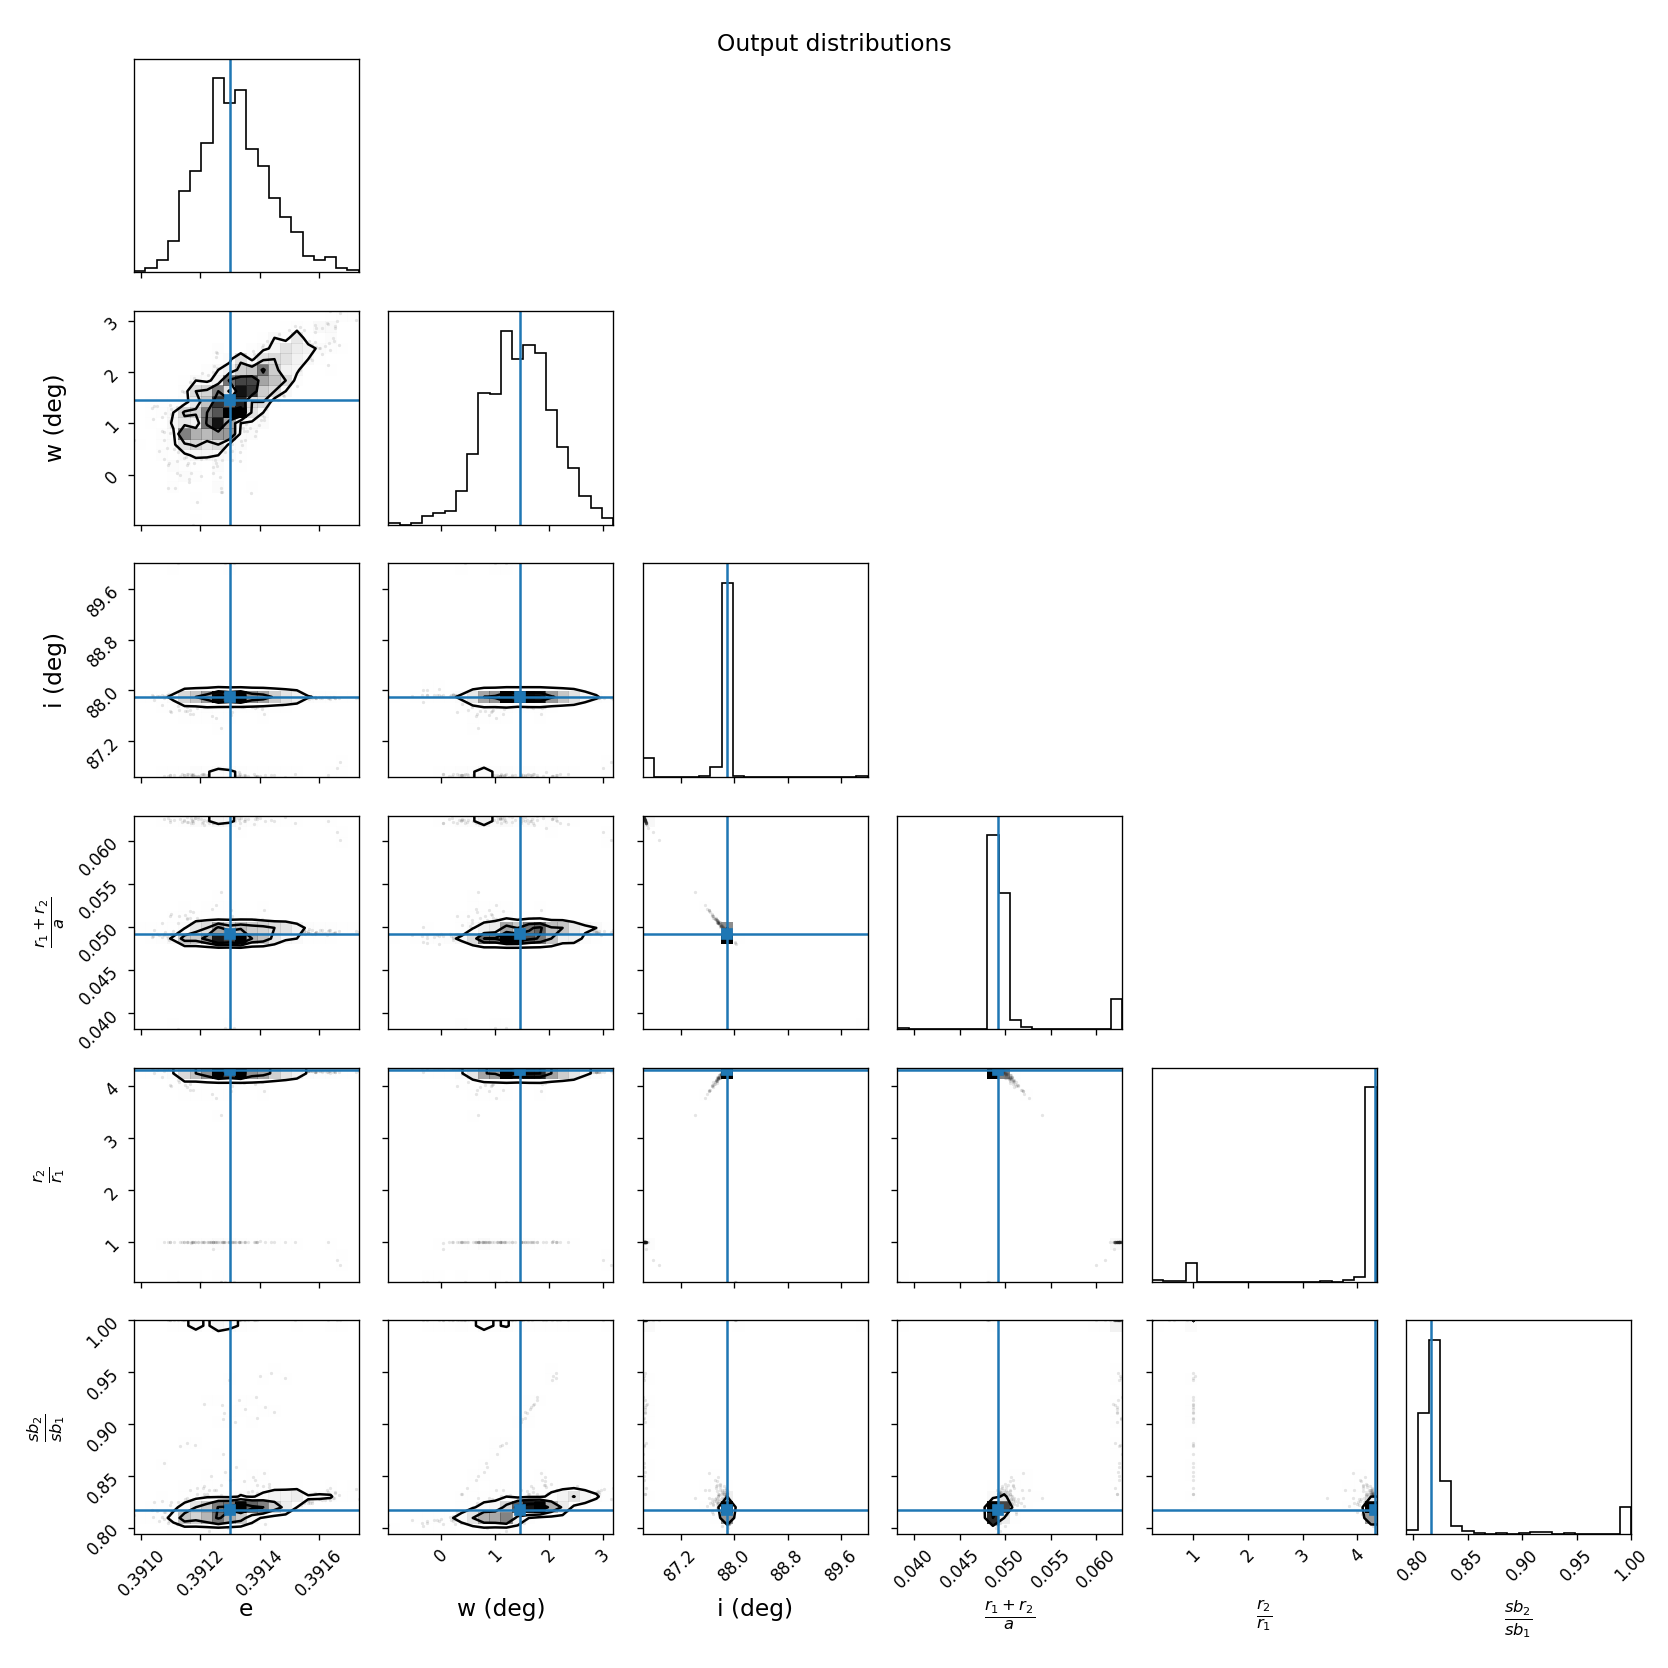 Output distributions
w (deg)
3
2
1
0
i (deg)
89.6
88.8
88.0
87.2
r₁ + r₂
a
0.060
0.055
0.050
0.045
0.040
r₂
r₁
4
3
2
1
sb₂
sb₁
1.00
0.95
0.90
0.85
0.80
0.3910 0.3912 0.3914 0.3916
0 1 2 3
87.2 88.0 88.8 89.6
0.040 0.045 0.050 0.055 0.060
1 2 3 4
0.80 0.85 0.90 0.95 1.00
e
w (deg)
i (deg)
r₁ + r₂
a
r₂
r₁
sb₂
sb₁